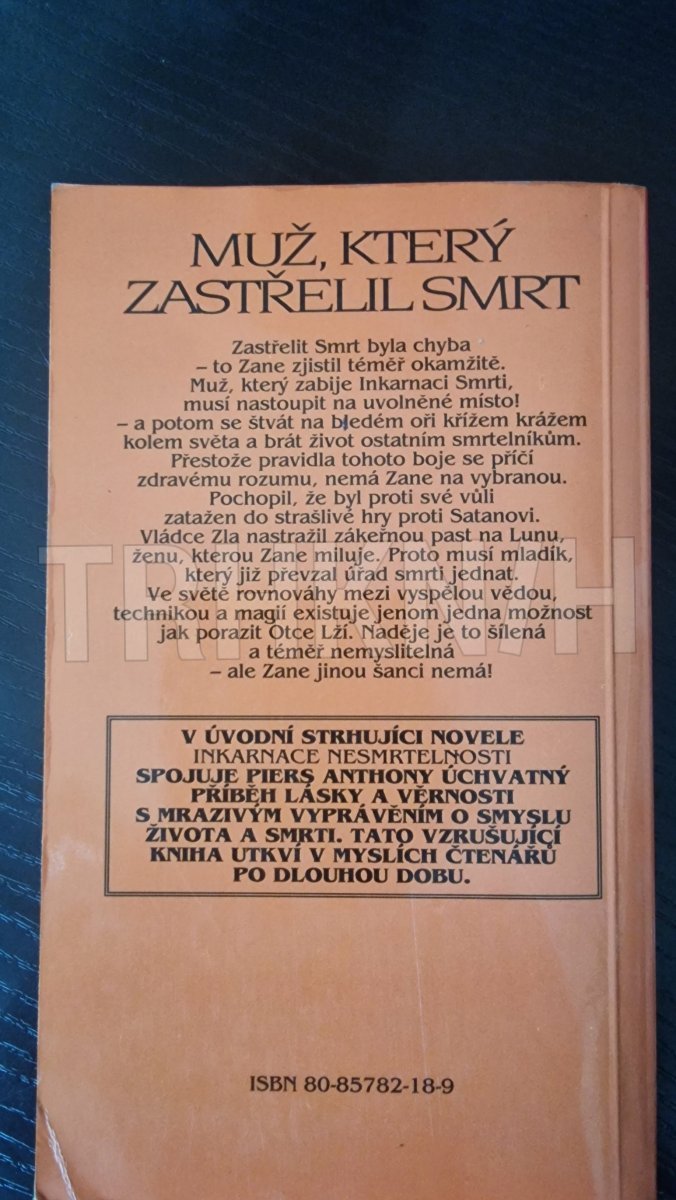 MUŽ, KTERÝ
ZASTŘELIL SMRT
Zastřelit Smrt byla chyba
– to Zane zjistil téměř okamžitě.
Muž, který zabije Inkarnaci Smrti,
musí nastoupit na uvolněné místo!
– a potom se štvát na bledém oři křížem krážem
kolem světa a brát život ostatním smrtelníkům.
Přestože pravidla tohoto boje se příčí
zdravému rozumu, nemá Zane na vybranou.
Pochopil, že byl proti své vůli
zatažen do strašlivé hry proti Satanovi.
Vládce Zla nastražil zákeřnou past na Lunu,
ženu, kterou Zane miluje. Proto musí mladík,
který již převzal úřad smrti jednat.
Ve světě rovnováhy mezi vyspělou vědou,
technikou a magií existuje jenom jedna možnost
jak porazit Otce Lží. Naděje je to šílená
a téměř nemyslitelná
– ale Zane jinou šanci nemá!
V ÚVODNÍ STRHUJÍCI NOVELE
INKARNACE NESMRTELNOSTI
SPOJUJE PIERS ANTHONY ÚCHVATNÝ
PŘÍBĚH LÁSKY A VĚRNOSTI
S MRAZIVÝM VYPRÁVĚNÍM O SMYSLU
ŽIVOTA A SMRTI. TATO VZRUŠUJÍCÍ
KNIHA UTKVÍ V MYSLÍCH ČTENÁŘŮ
PO DLOUHOU DOBU.
ISBN 80-85782-18-9